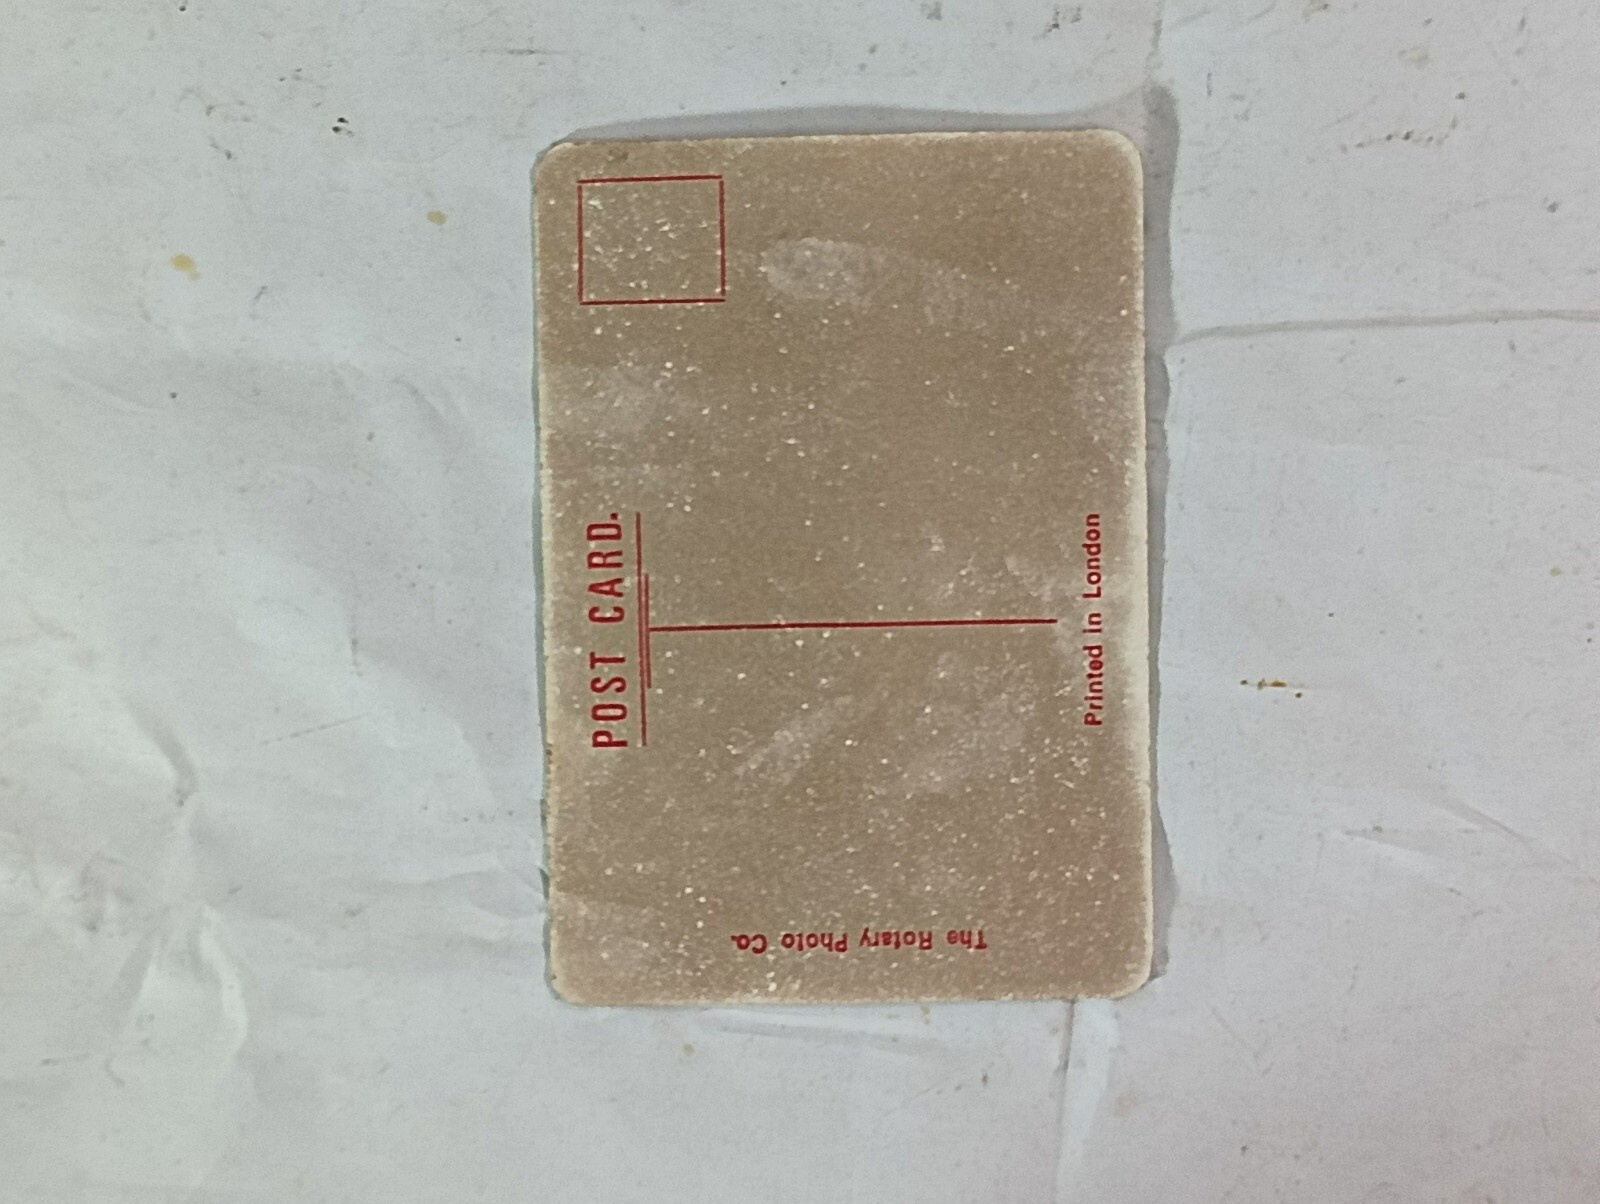 POST CARD.
The Rotary Photo Co.
Printed in London